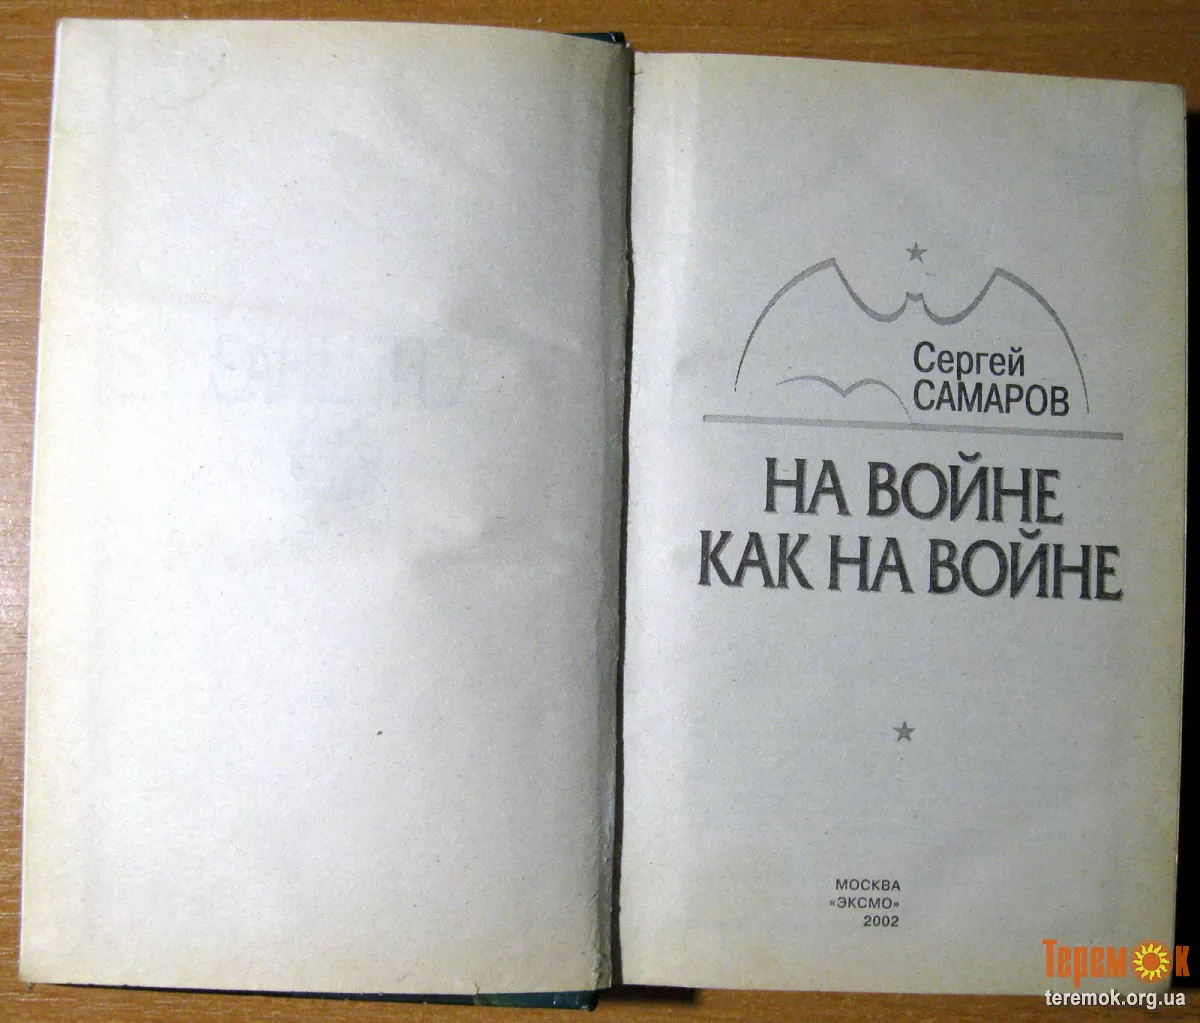 Сергей
САМАРОВ
НА ВОЙНЕ
КАК НА ВОЙНЕ
МОСКВА
«ЭКСМО»
2002
Теремок
teremok.org.ua